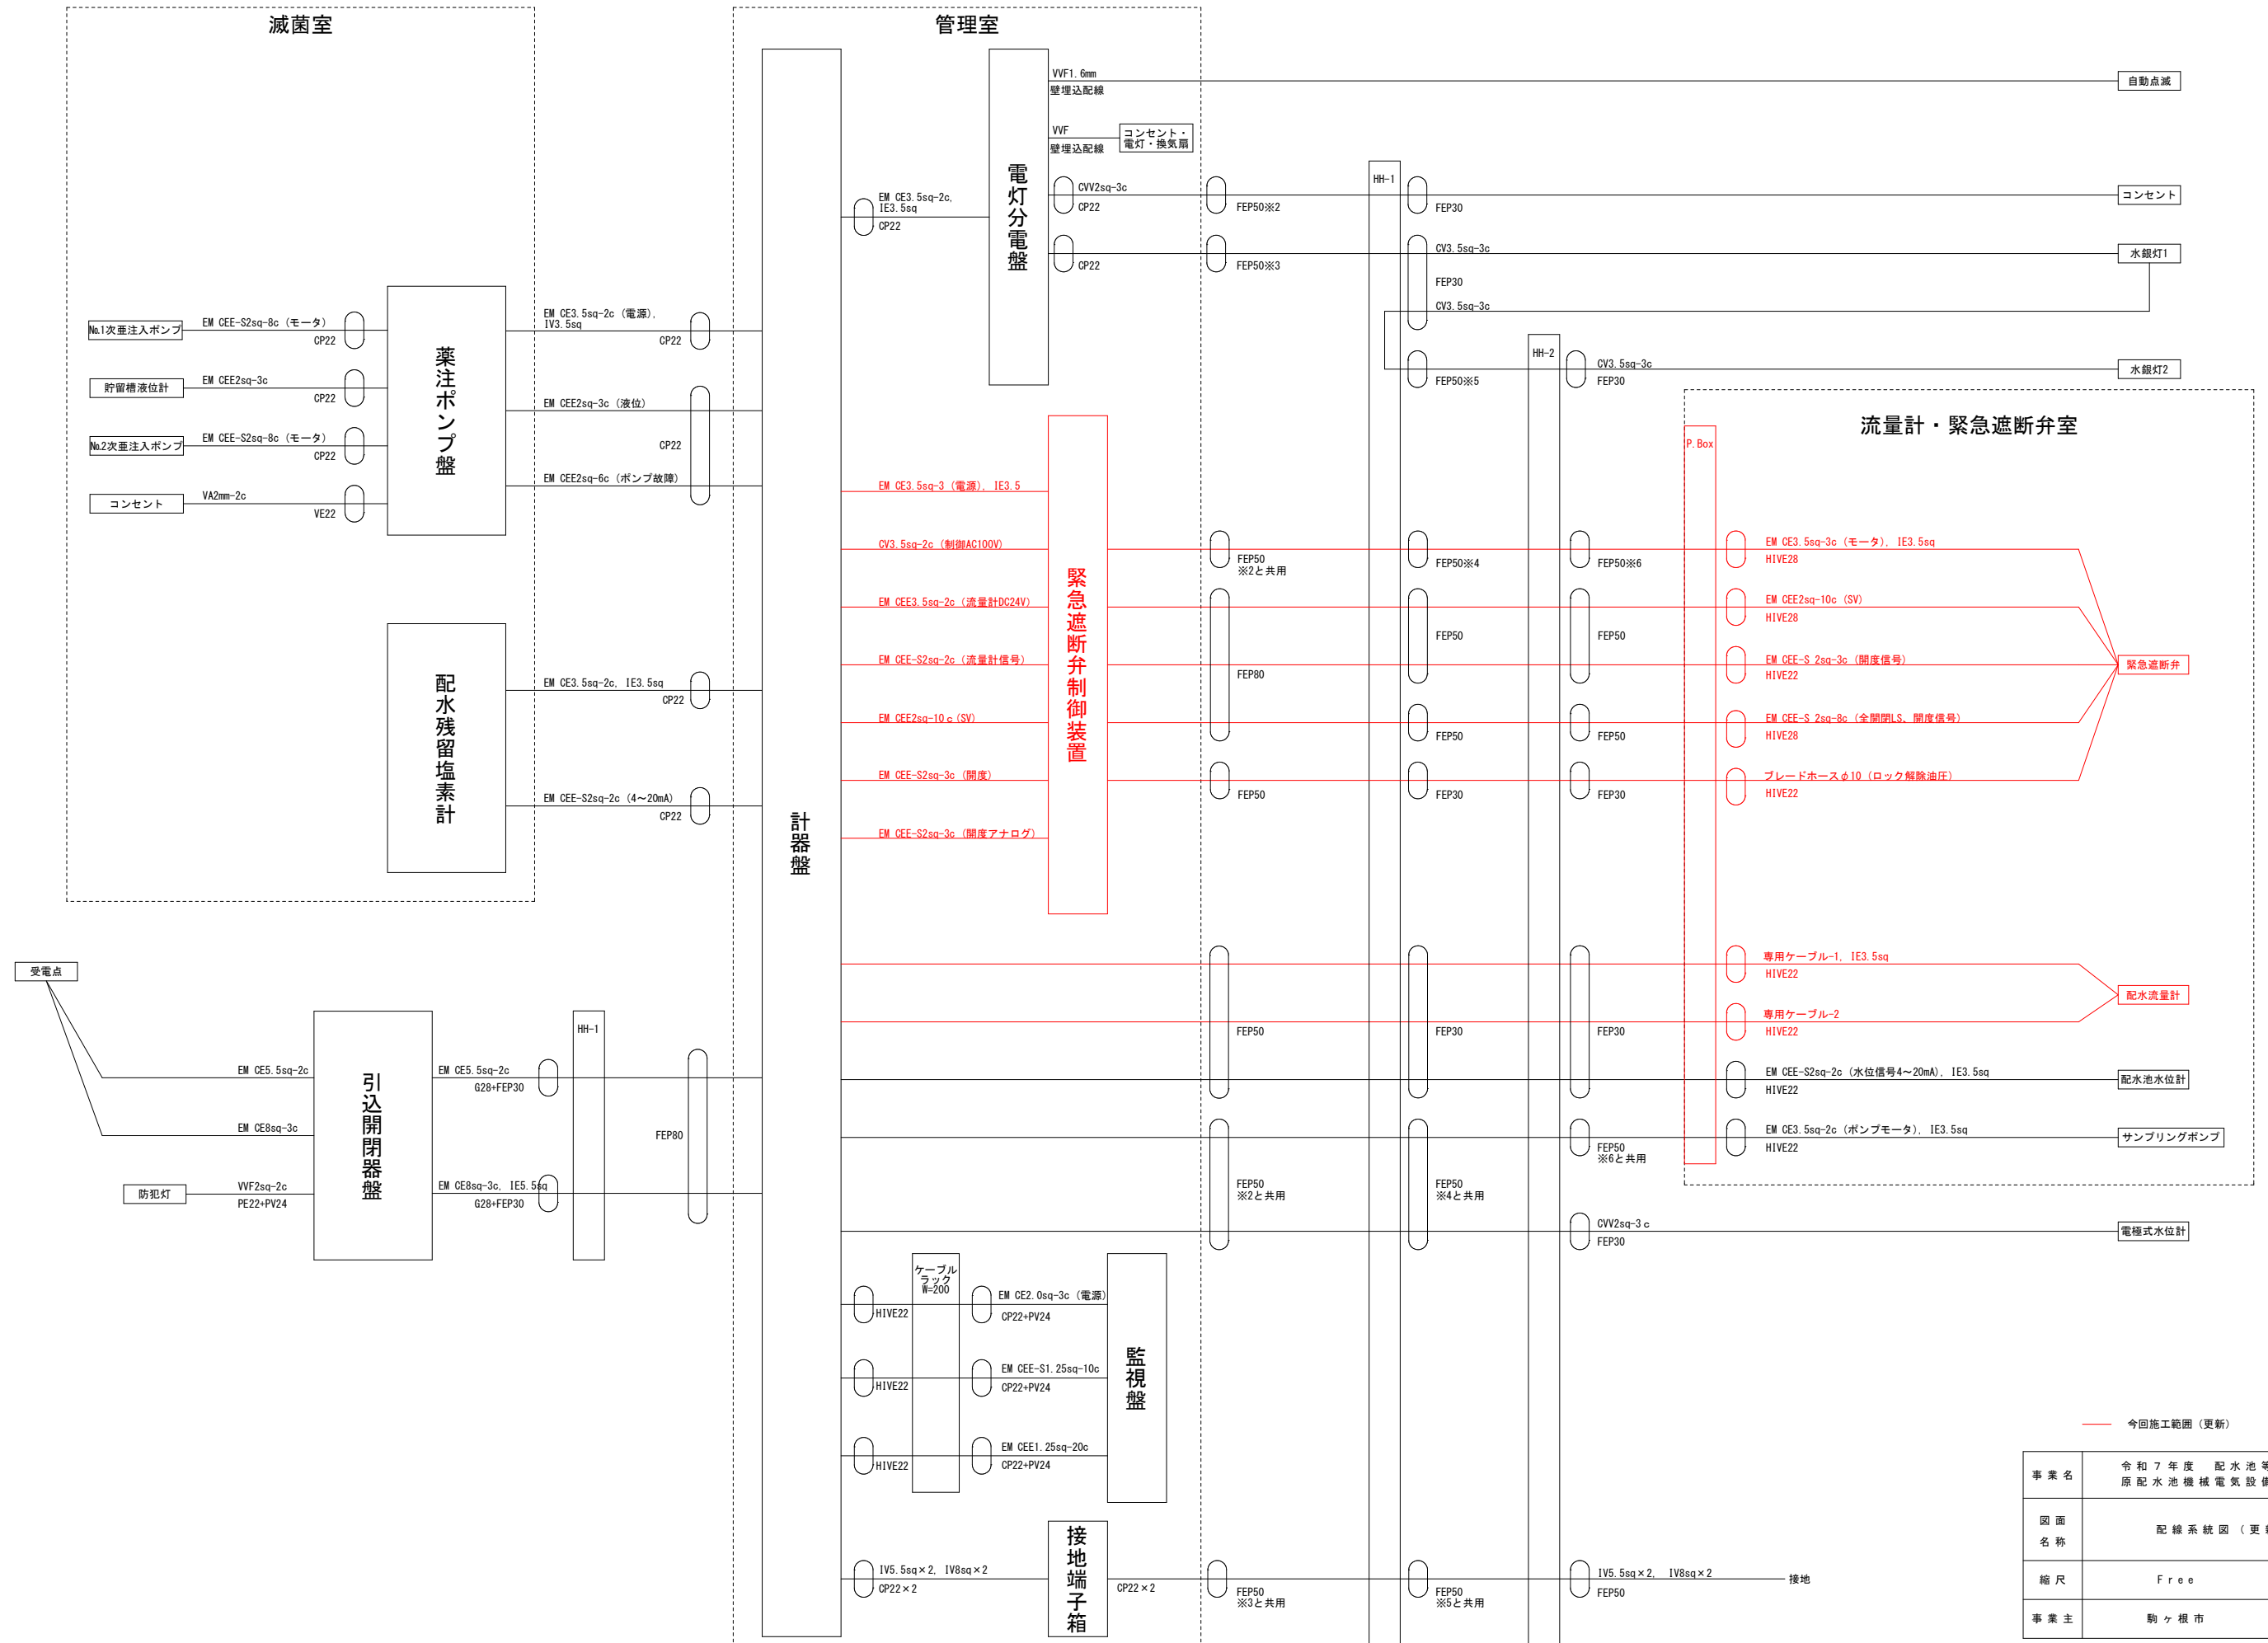 滅菌室
No.1次亜注入ポンプ
EM CEE-S2sq-8c (モータ)
CP22
貯留槽液位計
EM CEE2sq-3c
CP22
No.2次亜注入ポンプ
EM CEE-S2sq-8c (モータ)
CP22
コンセント
VA2mm-2c
VE22
薬注ポンプ盤
EM CE3.5sq-2c (電源),
IV3.5sq
CP22
EM CEE2sq-3c (液位)
CP22
EM CEE2sq-6c (ポンプ故障)
配水残留塩素計
EM CE3.5sq-2c, IE3.5sq
CP22
EM CEE-S2sq-2c (4～20mA)
CP22
受電点
EM CE5.5sq-2c
EM CE8sq-3c
防犯灯
VVF2sq-2c
PE22+PV24
引込開閉器盤
EM CE5.5sq-2c
G28+FEP30
EM CE8sq-3c, IE5.5sq
G28+FEP30
HH-1
FEP80
管理室
計器盤
EM CE3.5sq-2c,
IE3.5sq
CP22
電灯分電盤
VVF1.6mm
壁埋込配線
自動点滅
VVF
壁埋込配線
コンセント・
電灯・換気扇
CVV2sq-3c
CP22
FEP50※2
HH-1
FEP30
コンセント
CP22
FEP50※3
CV3.5sq-3c
FEP30
CV3.5sq-3c
水銀灯1
FEP50※5
HH-2
CV3.5sq-3c
FEP30
水銀灯2
流量計・緊急遮断弁室
P.Box
EM CE3.5sq-3 (電源), IE3.5
CV3.5sq-2c (制御AC100V)
EM CEE3.5sq-2c (流量計DC24V)
EM CEE-S2sq-2c (流量計信号)
EM CEE2sq-10c (SV)
EM CEE-S2sq-3c (開度)
EM CEE-S2sq-3c (開度アナログ)
緊急遮断弁制御装置
FEP50
※2と共用
FEP50※4
FEP50※6
EM CE3.5sq-3c (モータ), IE3.5sq
HIVE28
FEP80
FEP50
FEP50
EM CEE2sq-10c (SV)
HIVE28
EM CEE-S 2sq-3c (開度信号)
HIVE22
緊急遮断弁
FEP50
FEP50
EM CEE-S 2sq-8c (全開閉LS、開度信号)
HIVE28
FEP50
FEP30
FEP30
ブレードホースφ10 (ロック解除油圧)
HIVE22
専用ケーブル-1, IE3.5sq
HIVE22
配水流量計
FEP50
FEP30
FEP30
専用ケーブル-2
HIVE22
EM CEE-S2sq-2c (水位信号4～20mA), IE3.5sq
HIVE22
配水池水位計
EM CE3.5sq-2c (ポンプモータ), IE3.5sq
HIVE22
サンプリングポンプ
FEP50
※6と共用
FEP50
※2と共用
FEP50
※4と共用
CVV2sq-3c
FEP30
電極式水位計
ケーブル
ラック
W=200
HIVE22
EM CE2.0sq-3c (電源)
CP22+PV24
HIVE22
EM CEE-S1.25sq-10c
CP22+PV24
HIVE22
EM CEE1.25sq-20c
CP22+PV24
監視盤
IV5.5sq×2, IV8sq×2
CP22×2
接地端子箱
CP22×2
FEP50
※3と共用
FEP50
※5と共用
IV5.5sq×2, IV8sq×2
FEP50
接地
今回施工範囲 (更新)
事業名
令和7年度 配水池等
原配水池機械電気設備
図面
名称
配線系統図(更新
縮尺
Free
事業主
駒ヶ根市